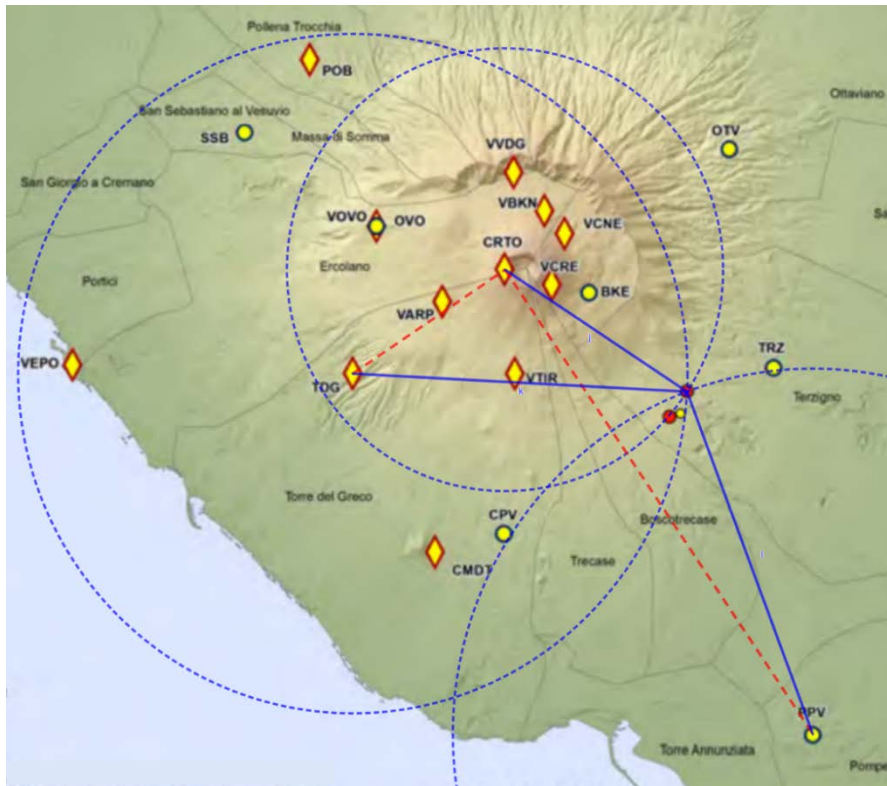 Pollena Trocchia
POB
Ottaviano
San Sebastiano al Vesuvio
SSB
Massa di Somma
OTV
VVDG
San Giorgio a Cremano
VBKN
VOVO
OVO
VCNE
CRTO
Ercolano
VCRE
Portici
BKE
VARP
j
VEPO
TRZ
TDG
VTIR
k
Terzigno
Torre del Greco
CPV
Boscotrecase
Trecase
CMDT
l
PPV
Torre Annunziata